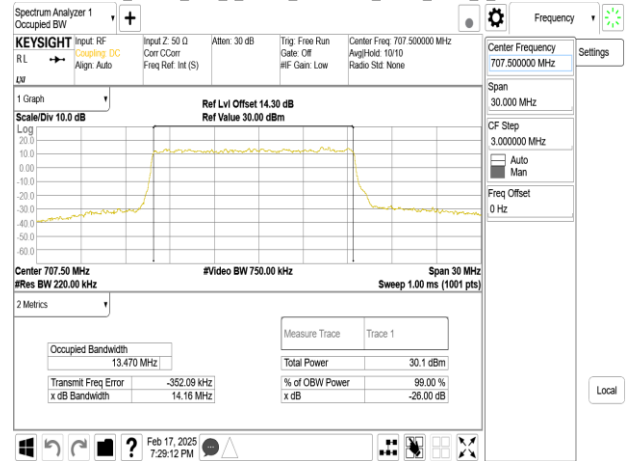 Spectrum Analyzer 1
Occupied BW
Frequency
KEYSIGHT
RL
LXI
Input: RF
Coupling: DC
Align: Auto
Input Z: 50 Ω
Corr CCorr
Freq Ref: Int (S)
Atten: 30 dB
Trig: Free Run
Gate: Off
#IF Gain: Low
Center Freq: 707.500000 MHz
Avg|Hold: 10/10
Radio Std: None
Center Frequency
707.500000 MHz
Settings
Span
30.000 MHz
CF Step
3.000000 MHz
Auto
Man
Freq Offset
0 Hz
1 Graph
Scale/Div 10.0 dB
Ref Lvl Offset 14.30 dB
Ref Value 30.00 dBm
Log
20.0
10.0
0.00
-10.0
-20.0
-30.0
-40.0
-50.0
-60.0
Center 707.50 MHz
#Res BW 220.00 kHz
#Video BW 750.00 kHz
Span 30 MHz
Sweep 1.00 ms (1001 pts)
2 Metrics
Measure Trace Trace 1
Occupied Bandwidth
13.470 MHz
Total Power 30.1 dBm
Transmit Freq Error -352.09 kHz
% of OBW Power 99.00 %
x dB Bandwidth 14.16 MHz
x dB -26.00 dB
Local
?
Feb 17, 2025
7:29:12 PM